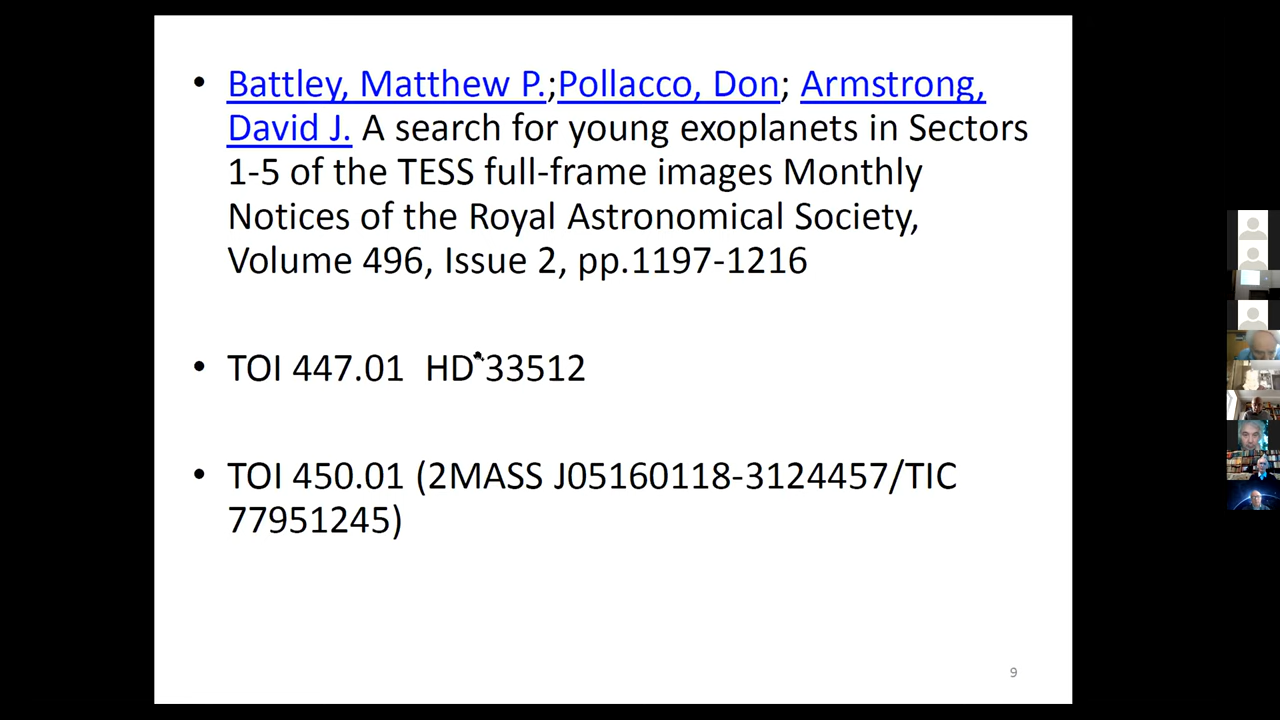 • Battley, Matthew P.;Pollacco, Don; Armstrong,
David J. A search for young exoplanets in Sectors
1-5 of the TESS full-frame images Monthly
Notices of the Royal Astronomical Society,
Volume 496, Issue 2, pp.1197-1216
• TOI 447.01 HD 33512
• TOI 450.01 (2MASS J05160118-3124457/TIC
77951245)
9